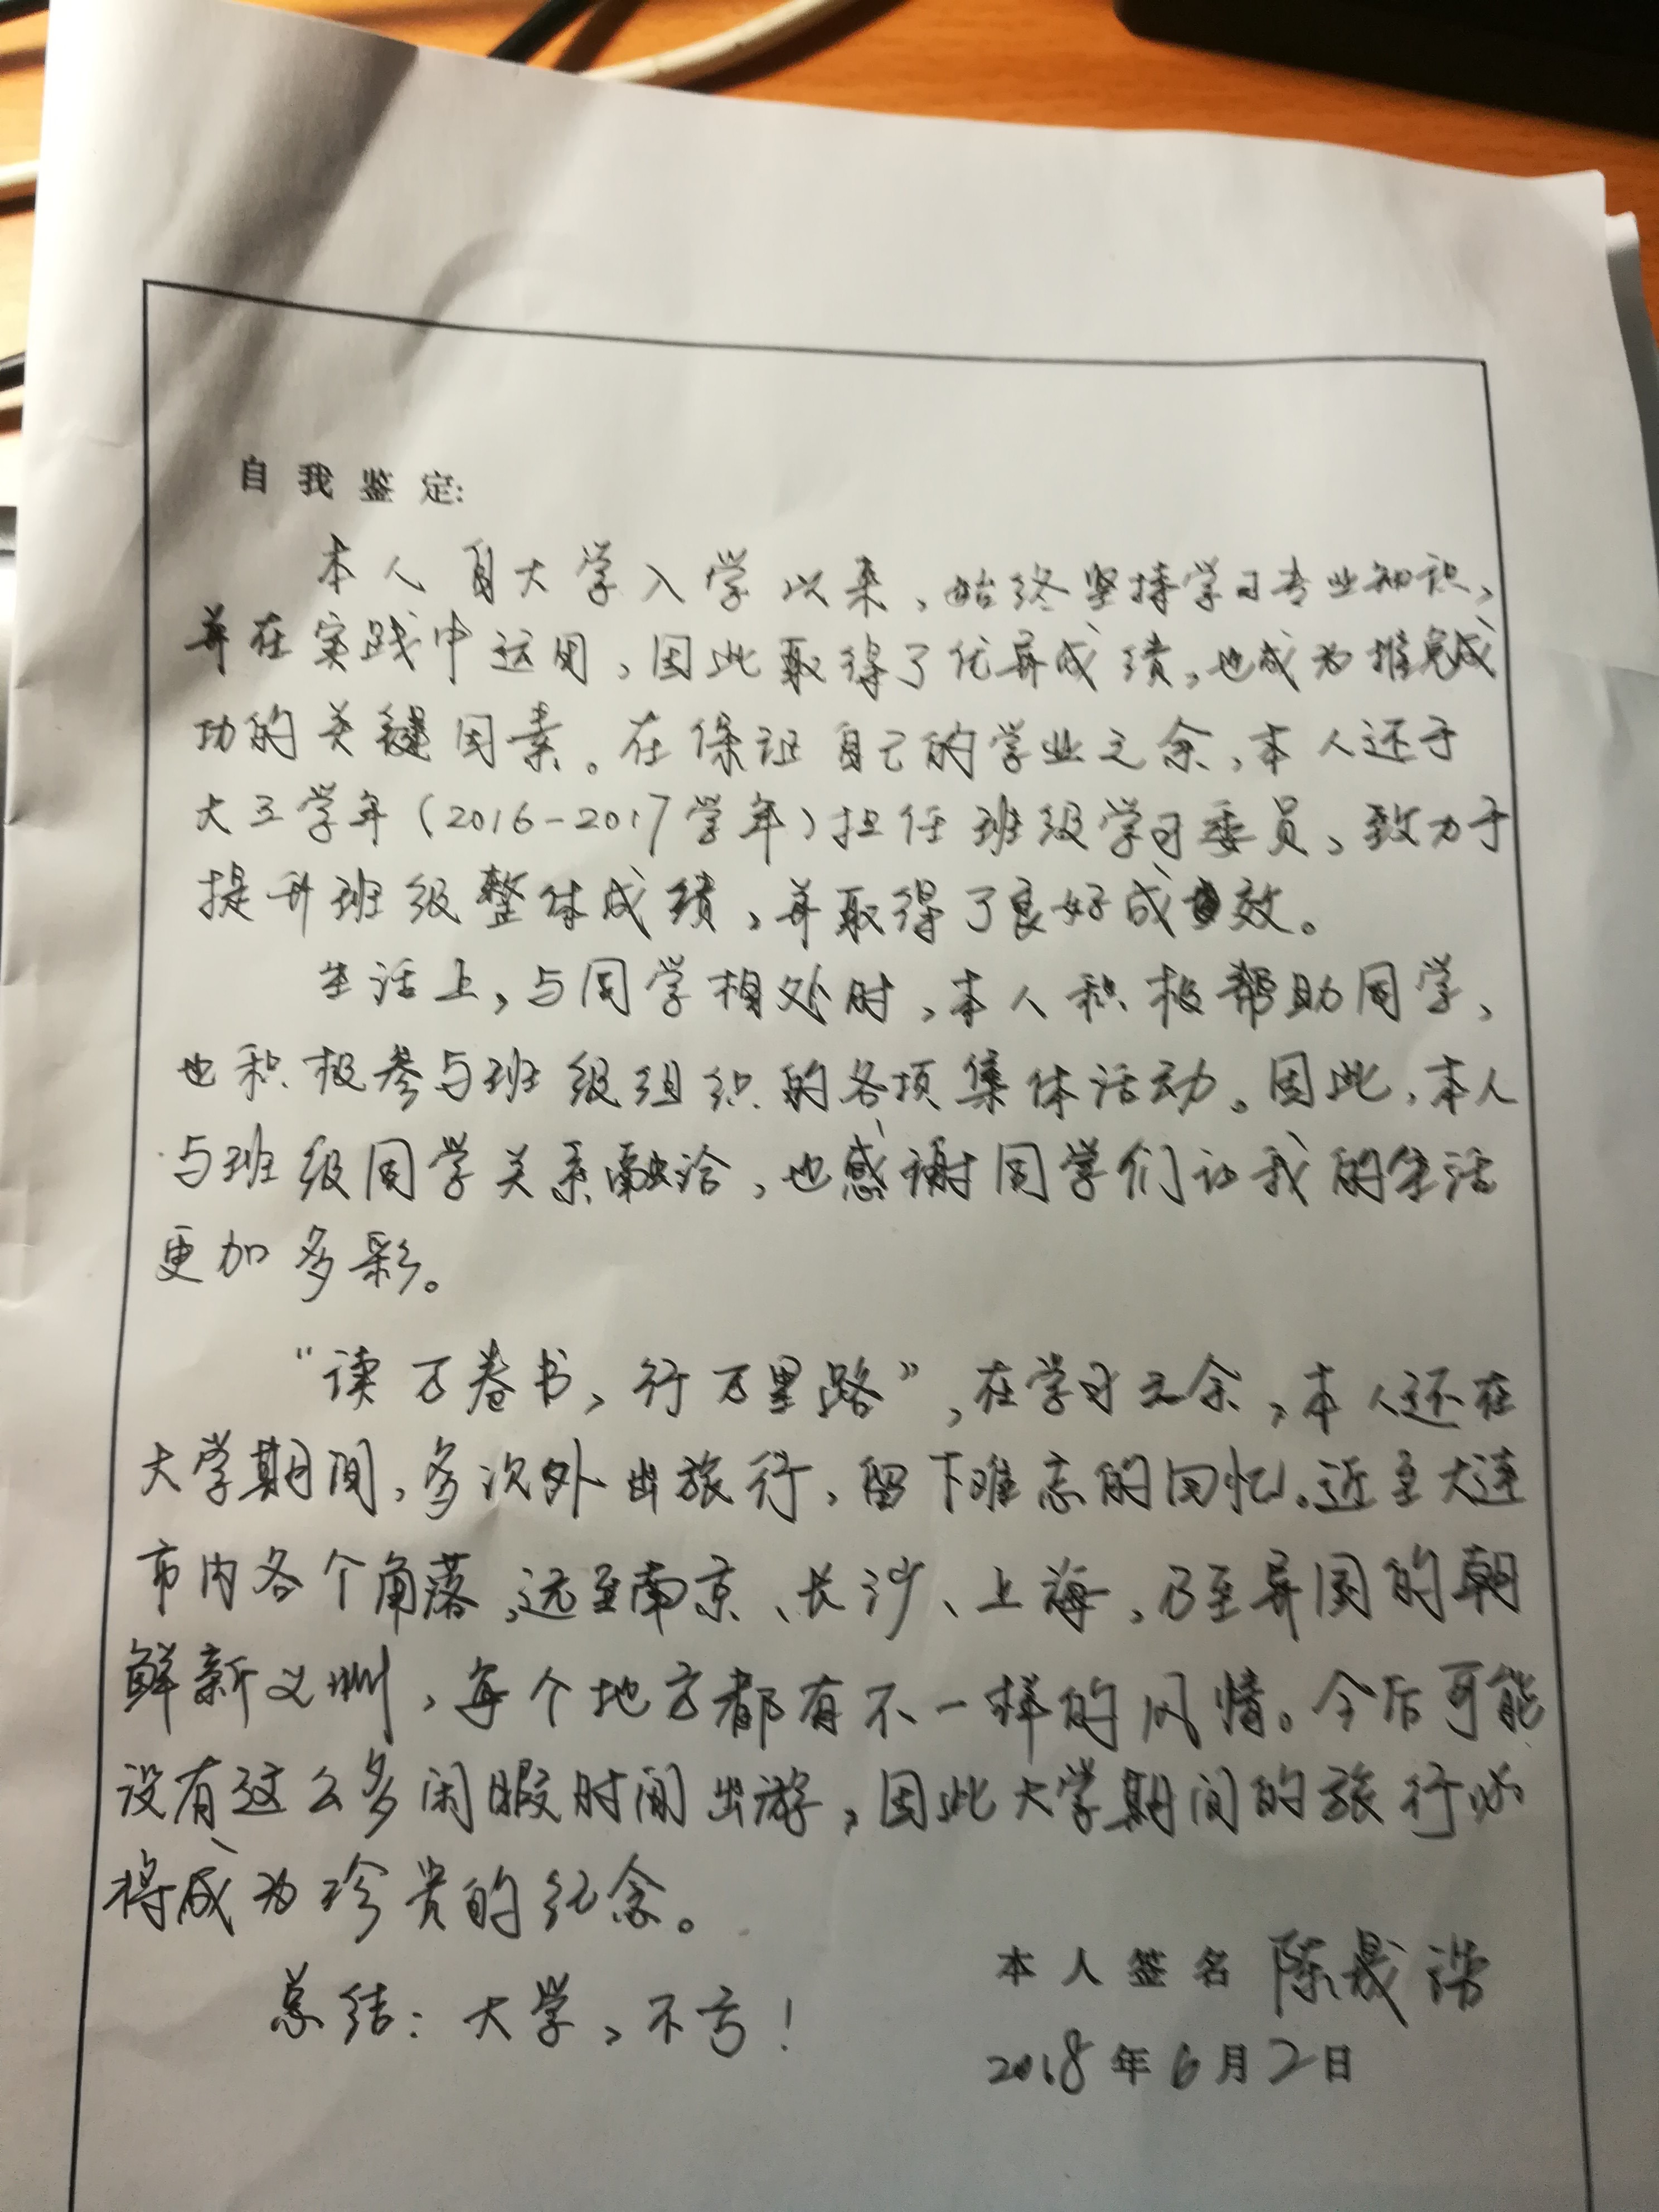 自我鉴定:
本人自大学入学以来，始终坚持学习专业知识，
并在实践中运用，因此取得了优异成绩，也成为推免成
功的关键因素。在保证自己的学业之余，本人还于
大三学年（2016-2017学年）担任班级学习委员，致力于
提升班级整体成绩，并取得了良好成效。
生活上，与同学相处时，本人积极帮助同学，
也积极参与班级组织的各项集体活动。因此，本人
与班级同学关系融洽，也感谢同学们让我的生活
更加多彩。
“读万卷书，行万里路”，在学习之余，本人还在
大学期间，多次外出旅行，留下难忘的回忆。近至大连
市内各个角落，远至南京、长沙、上海，乃至异国的朝
鲜新义州，每个地方都有不一样的风情。今后可能
没有这么多闲暇时间出游，因此大学期间的旅行必
将成为珍贵的纪念。
总结：大学，不亏！
本人签名 陈晟浩
2018年6月2日